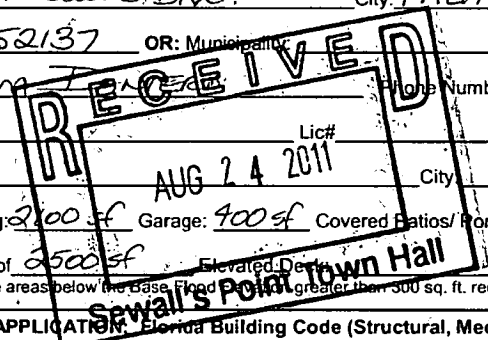 City:
52137 OR: Municipality:
RECEIVED
Phone Numb
Lic#
AUG 24 2011
City:
g: 2100 sf Garage: 400 sf Covered Patios/ Por
of 2500 sf Elevated Deck:
e areas below the Base Flood greater than 300 sq. ft. re
Sewall's Point Town Hall
APPLICATION: Florida Building Code (Structural, Mec